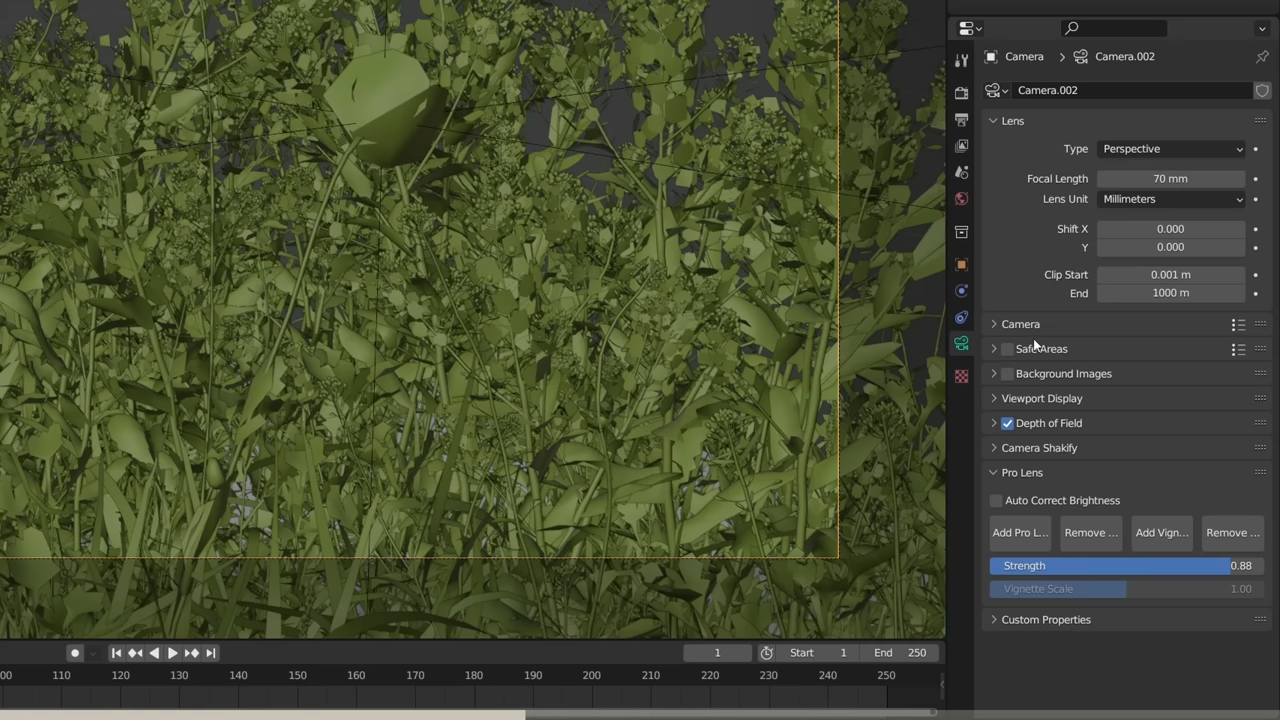 Camera Camera.002
Camera.002
Lens
Type Perspective
Focal Length 70 mm
Lens Unit Millimeters
Shift X 0.000
Y 0.000
Clip Start 0.001 m
End 1000 m
Camera
Safe Areas
Background Images
Viewport Display
Depth of Field
Camera Shakify
Pro Lens
Auto Correct Brightness
Add Pro L... Remove ... Add Vign... Remove ...
Strength 0.88
Vignette Scale 1.00
Custom Properties
1 Start 1 End 250
00 110 120 130 140 150 160 170 180 190 200 210 220 230 240 250